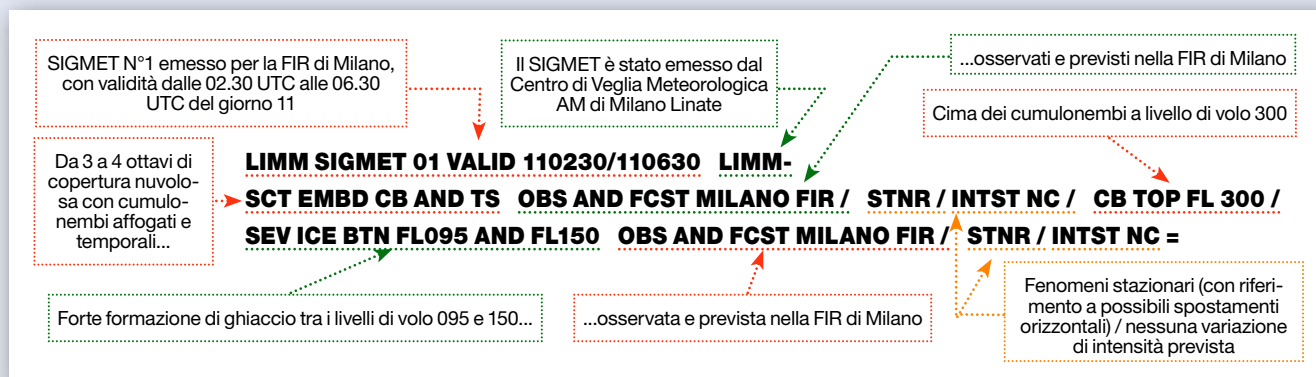 SIGMET N°1 emesso per la FIR di Milano,
con validità dalle 02.30 UTC alle 06.30
UTC del giorno 11
Il SIGMET è stato emesso dal
Centro di Veglia Meteorologica
AM di Milano Linate
...osservati e previsti nella FIR di Milano
Cima dei cumulonembi a livello di volo 300
Da 3 a 4 ottavi di
copertura nuvolo-
sa con cumulo-
nembi affogati e
temporali...
LIMM SIGMET 01 VALID 110230/110630 LIMM-
SCT EMBD CB AND TS OBS AND FCST MILANO FIR / STNR / INTST NC / CB TOP FL 300 /
SEV ICE BTN FL095 AND FL150 OBS AND FCST MILANO FIR / STNR / INTST NC =
Forte formazione di ghiaccio tra i livelli di volo 095 e 150...
...osservata e prevista nella FIR di Milano
Fenomeni stazionari (con riferi-
mento a possibili spostamenti
orizzontali) / nessuna variazione
di intensità prevista